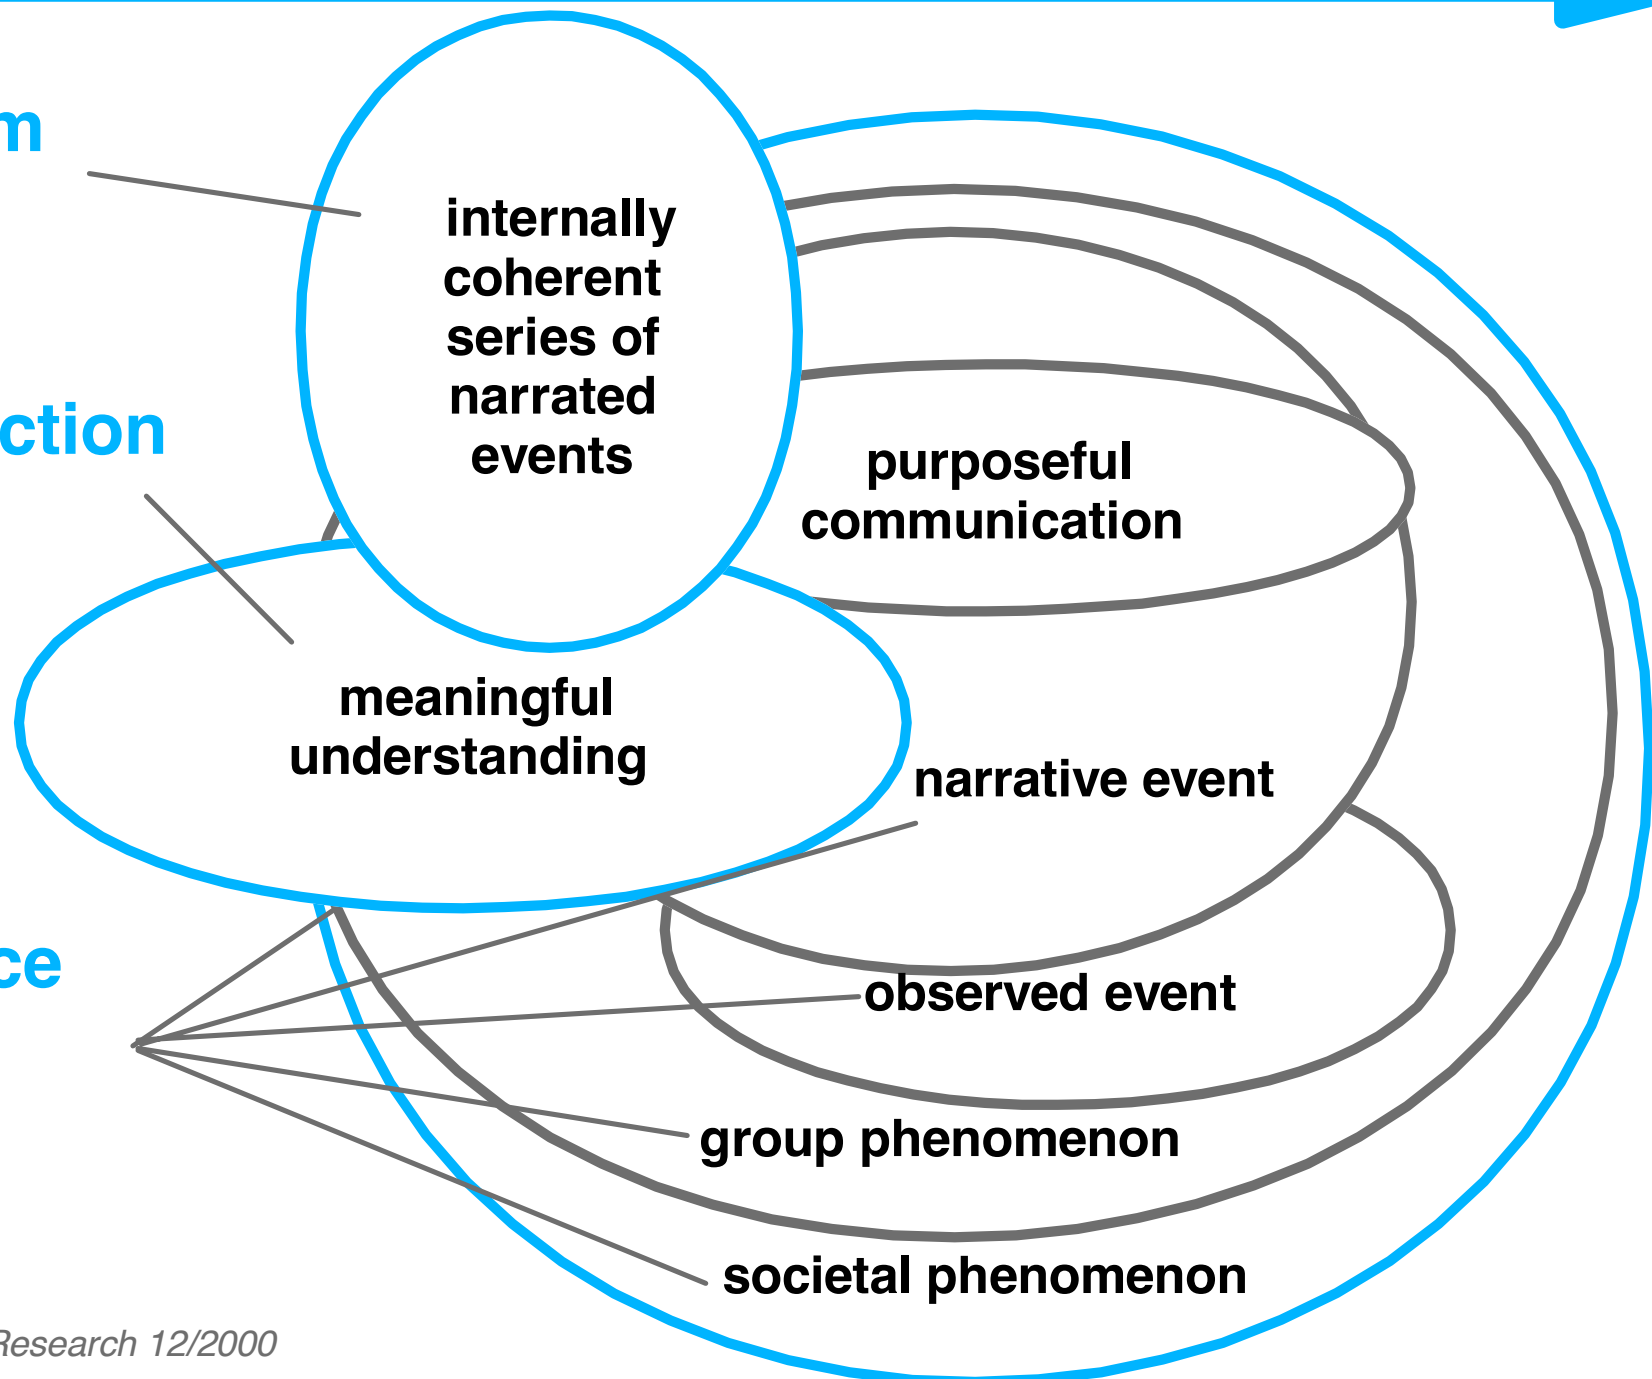 m
internally
coherent
series of
narrated
events
ction
purposeful
communication
meaningful
understanding
narrative event
ce
observed event
group phenomenon
societal phenomenon
Research 12/2000